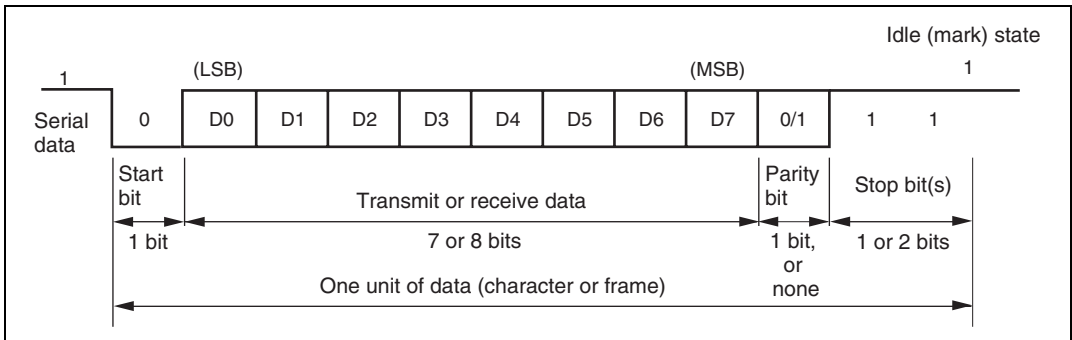 Idle (mark) state
1 (LSB) (MSB) 1
Serial data 0 D0 D1 D2 D3 D4 D5 D6 D7 0/1 1 1
Start bit
Transmit or receive data
Parity bit
Stop bit(s)
1 bit 7 or 8 bits 1 bit, or none 1 or 2 bits
One unit of data (character or frame)